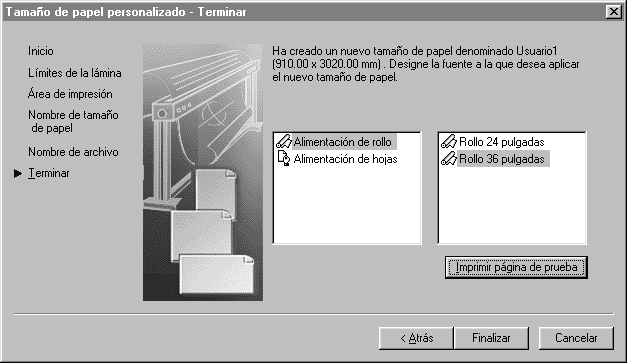 Tamaño de papel personalizado - Terminar
Inicio
Límites de la lámina
Área de impresión
Nombre de tamaño
de papel
Nombre de archivo
Terminar
Ha creado un nuevo tamaño de papel denominado Usuario1
(910.00 x 3020.00 mm) . Designe la fuente a la que desea aplicar
el nuevo tamaño de papel.
Alimentación de rollo
Alimentación de hojas
Rollo 24 pulgadas
Rollo 36 pulgadas
Imprimir página de prueba
< Atrás
Finalizar
Cancelar